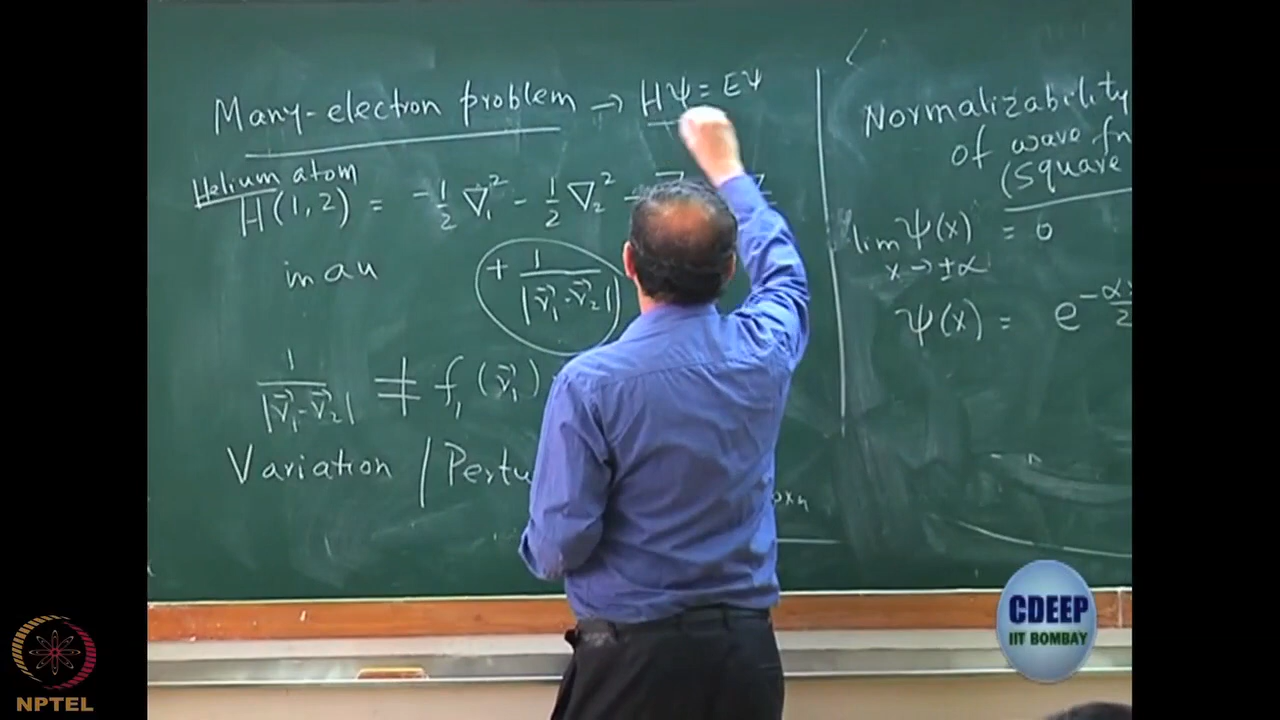 Many-electron problem → Hψ = Eψ
Helium atom
H(1,2) = -1/2 ∇₁² - 1/2 ∇₂² - Z
in au
+ 1/|r⃗₁-r⃗₂|
1/|r⃗₁-r⃗₂| ≠ f₁(r⃗₁)
Variation /
Normalizability
of wave fn
(Square
lim ψ(x) = 0
x → ±α
ψ(x) = e
CDEEP
IIT BOMBAY
NPTEL